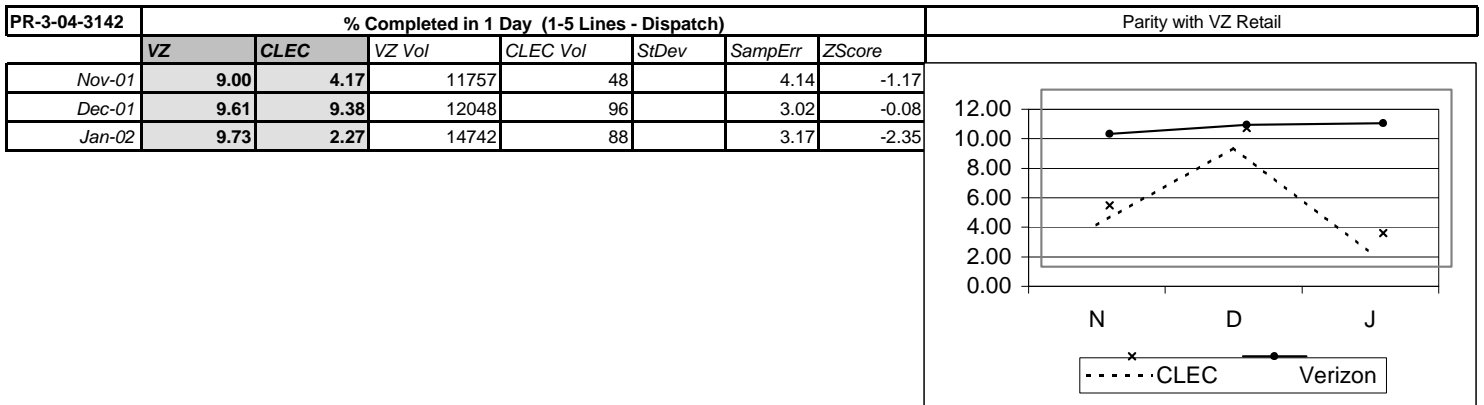 PR-3-04-3142 % Completed in 1 Day (1-5 Lines - Dispatch) Parity with VZ Retail
VZ CLEC VZ Vol CLEC Vol StDev SampErr ZScore
Nov-01 9.00 4.17 11757 48 4.14 -1.17
Dec-01 9.61 9.38 12048 96 3.02 -0.08
Jan-02 9.73 2.27 14742 88 3.17 -2.35
12.00
10.00
8.00
6.00
4.00
2.00
0.00
N D J
CLEC Verizon